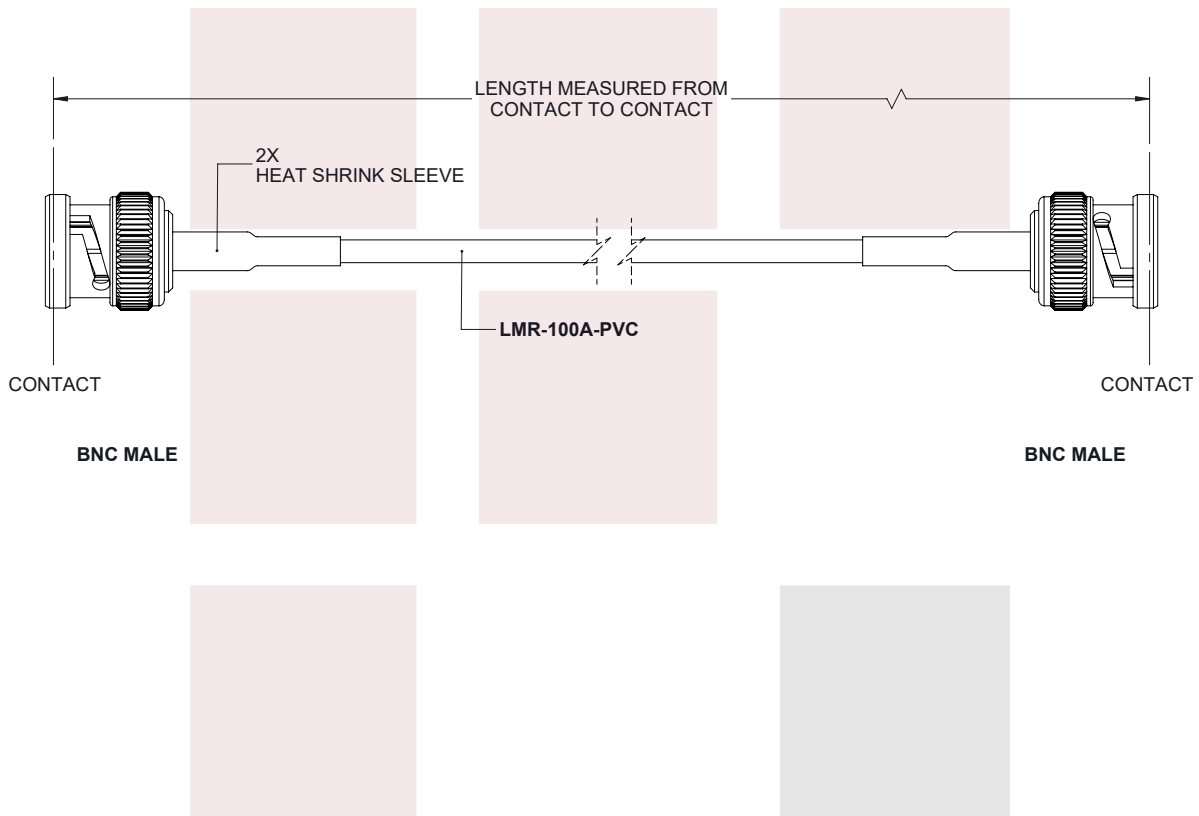 LENGTH MEASURED FROM
CONTACT TO CONTACT
2X
HEAT SHRINK SLEEVE
LMR-100A-PVC
CONTACT
CONTACT
BNC MALE
BNC MALE